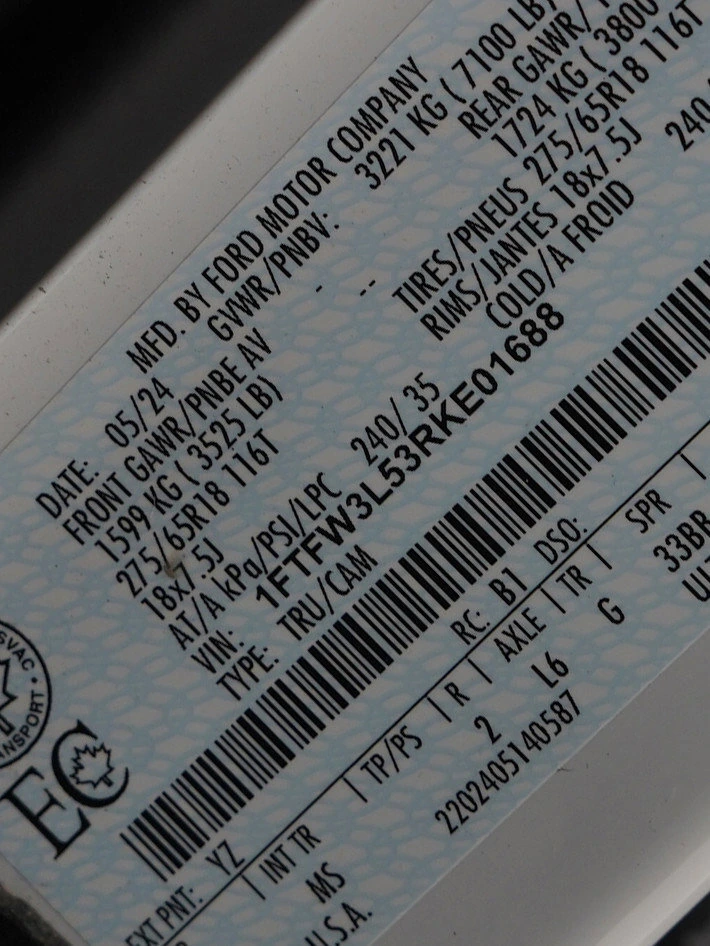 MFD. BY FORD MOTOR COMPANY
DATE: 05/24 GVWR/PNBV: 3221 KG ( 7100 LB)
FRONT GAWR/PNBE AV REAR GAWR/
1599 KG ( 3525 LB) - -- 1724 KG ( 3800
275/65R18 116T TIRES/PNEUS 275/65R18 116T
18x7.5J RIMS/JANTES 18x7.5J
AT/A kPa/PSI/LPC 240/ 35 COLD/A FROID 240
VIN: 1FTFW3L53RKE01688
TYPE: TRU/CAM
EC
EXT PNT: YZ RC: B1 DSO:
INT TR TP/PS R AXLE TR SPR
MS 2 L6 G 33BR
U.S.A. 2202405140587